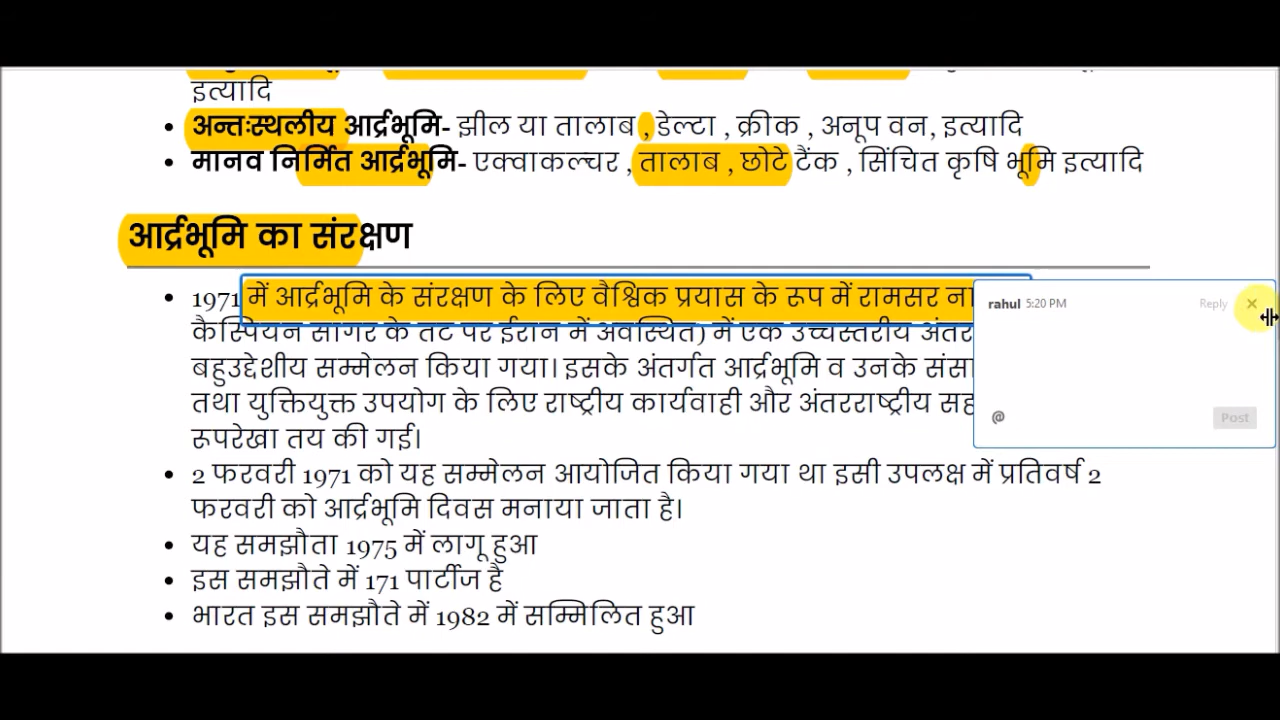 इत्यादि
• अन्तःस्थलीय आर्द्रभूमि- झील या तालाब , डेल्टा , क्रीक , अनूप वन, इत्यादि
• मानव निर्मित आर्द्रभूमि- एक्वाकल्चर , तालाब , छोटे टैंक , सिंचित कृषि भूमि इत्यादि
आर्द्रभूमि का संरक्षण
• 1971 में आर्द्रभूमि के संरक्षण के लिए वैश्विक प्रयास के रूप में रामसर
कैस्पियन सागर के तट पर ईरान में अवस्थित) में एक उच्चस्तरीय
बहुउद्देशीय सम्मेलन किया गया। इसके अंतर्गत आर्द्रभूमि व उनके
तथा युक्तियुक्त उपयोग के लिए राष्ट्रीय कार्यवाही और अंतरराष्ट्रीय
रूपरेखा तय की गई।
• 2 फरवरी 1971 को यह सम्मेलन आयोजित किया गया था इसी उपलक्ष में प्रतिवर्ष 2
फरवरी को आर्द्रभूमि दिवस मनाया जाता है।
• यह समझौता 1975 में लागू हुआ
• इस समझौते में 171 पार्टीज है
• भारत इस समझौते में 1982 में सम्मिलित हुआ
rahul 5:20 PM Reply
@ Post